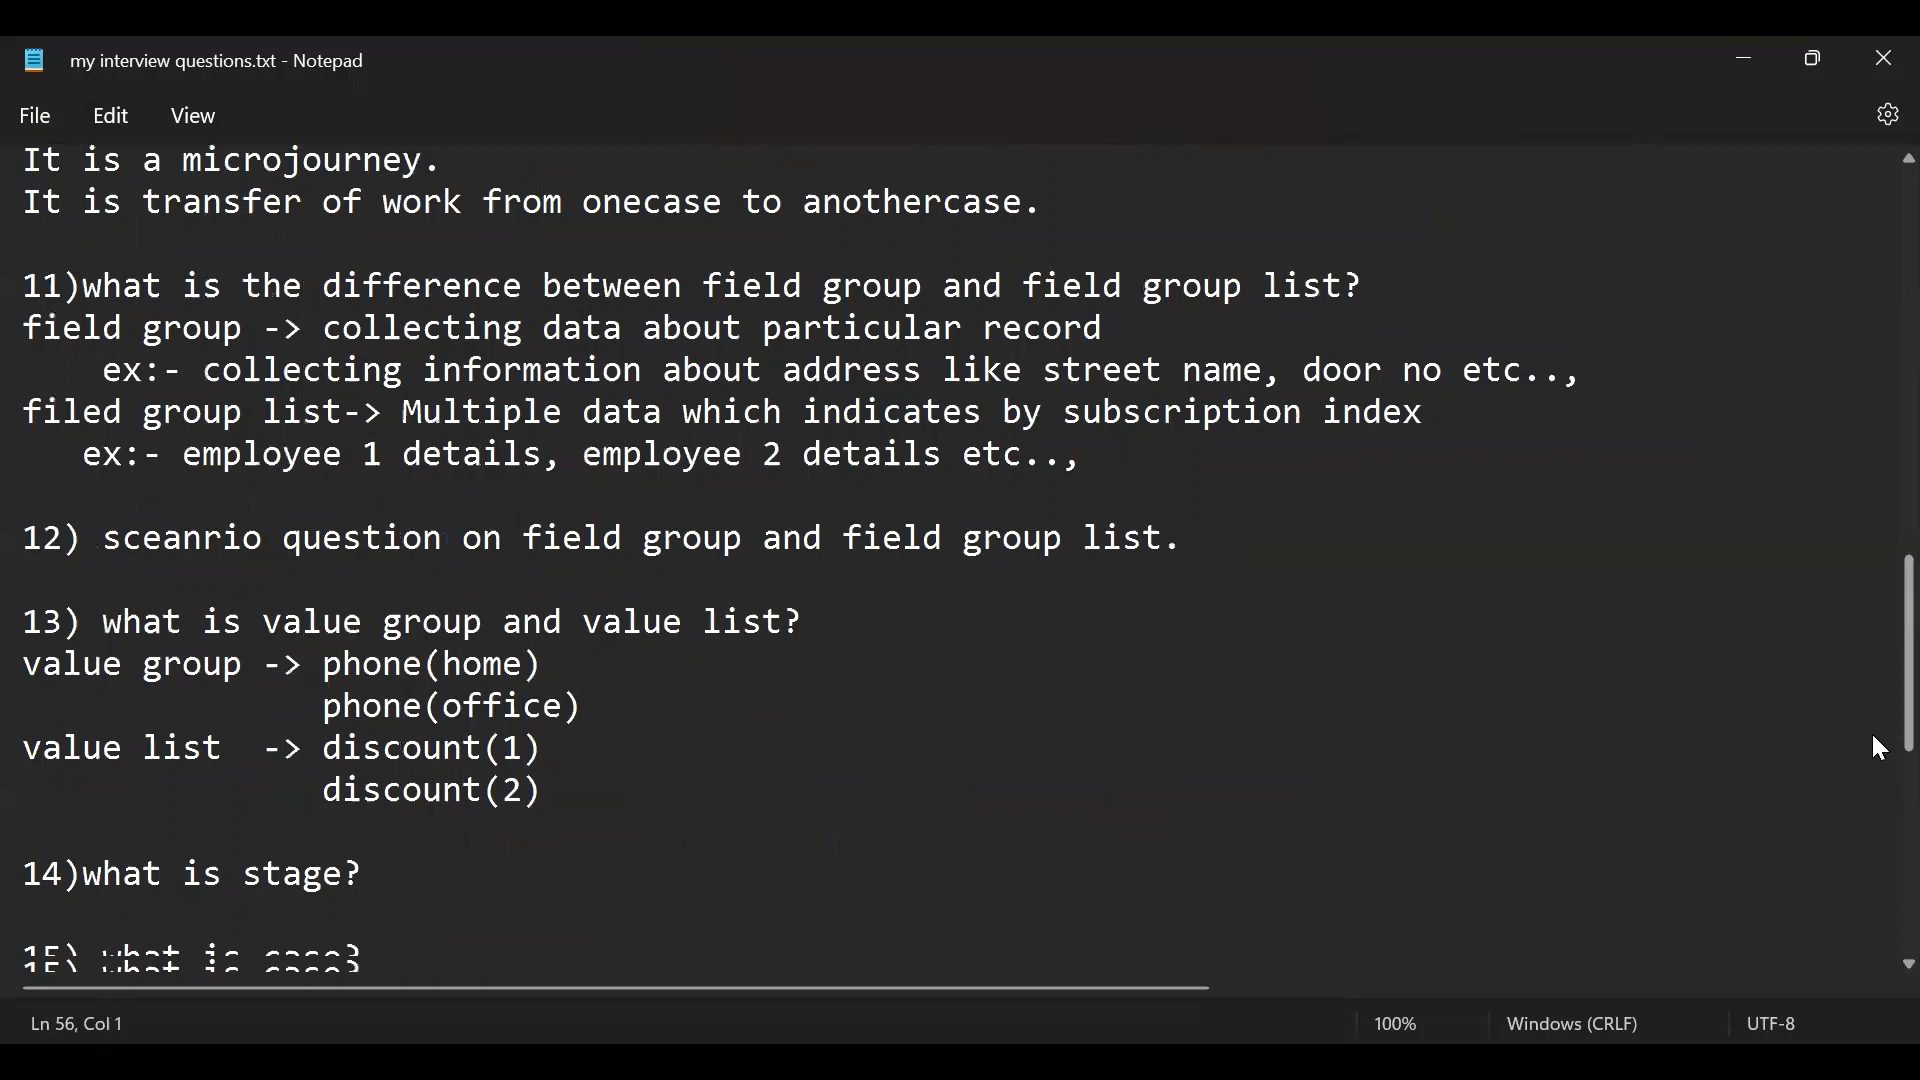 my interview questions.txt - Notepad
File Edit View
It is a microjourney.
It is transfer of work from onecase to anothercase.
11)what is the difference between field group and field group list?
field group -> collecting data about particular record
ex:- collecting information about address like street name, door no etc..,
filed group list-> Multiple data which indicates by subscription index
ex:- employee 1 details, employee 2 details etc..,
12) sceanrio question on field group and field group list.
13) what is value group and value list?
value group -> phone(home)
phone(office)
value list -> discount(1)
discount(2)
14)what is stage?
15) what is case?
Ln 56, Col 1 100% Windows (CRLF) UTF-8